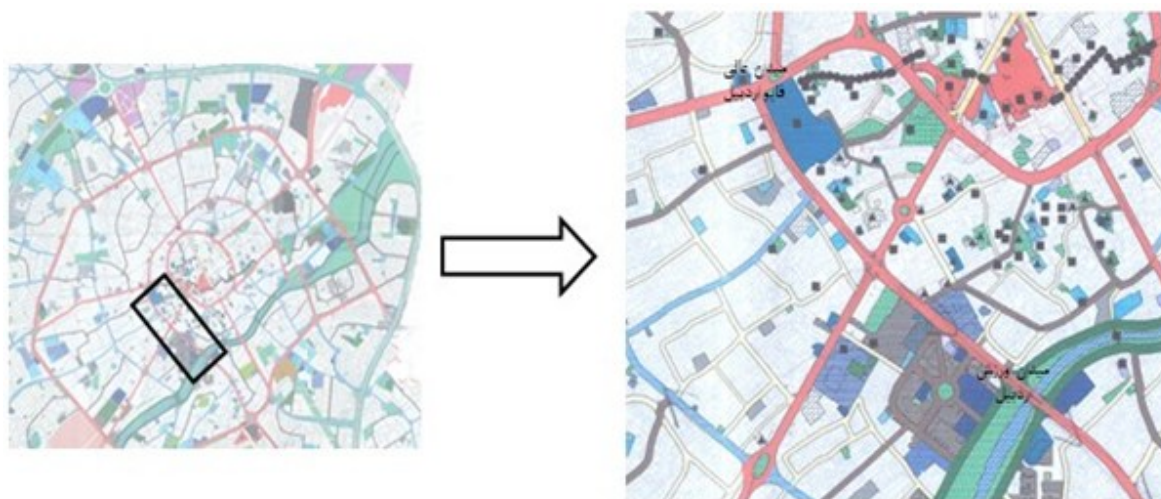 میدان عالی
قاپو اردبیل
میدان ورزش
اردبیل